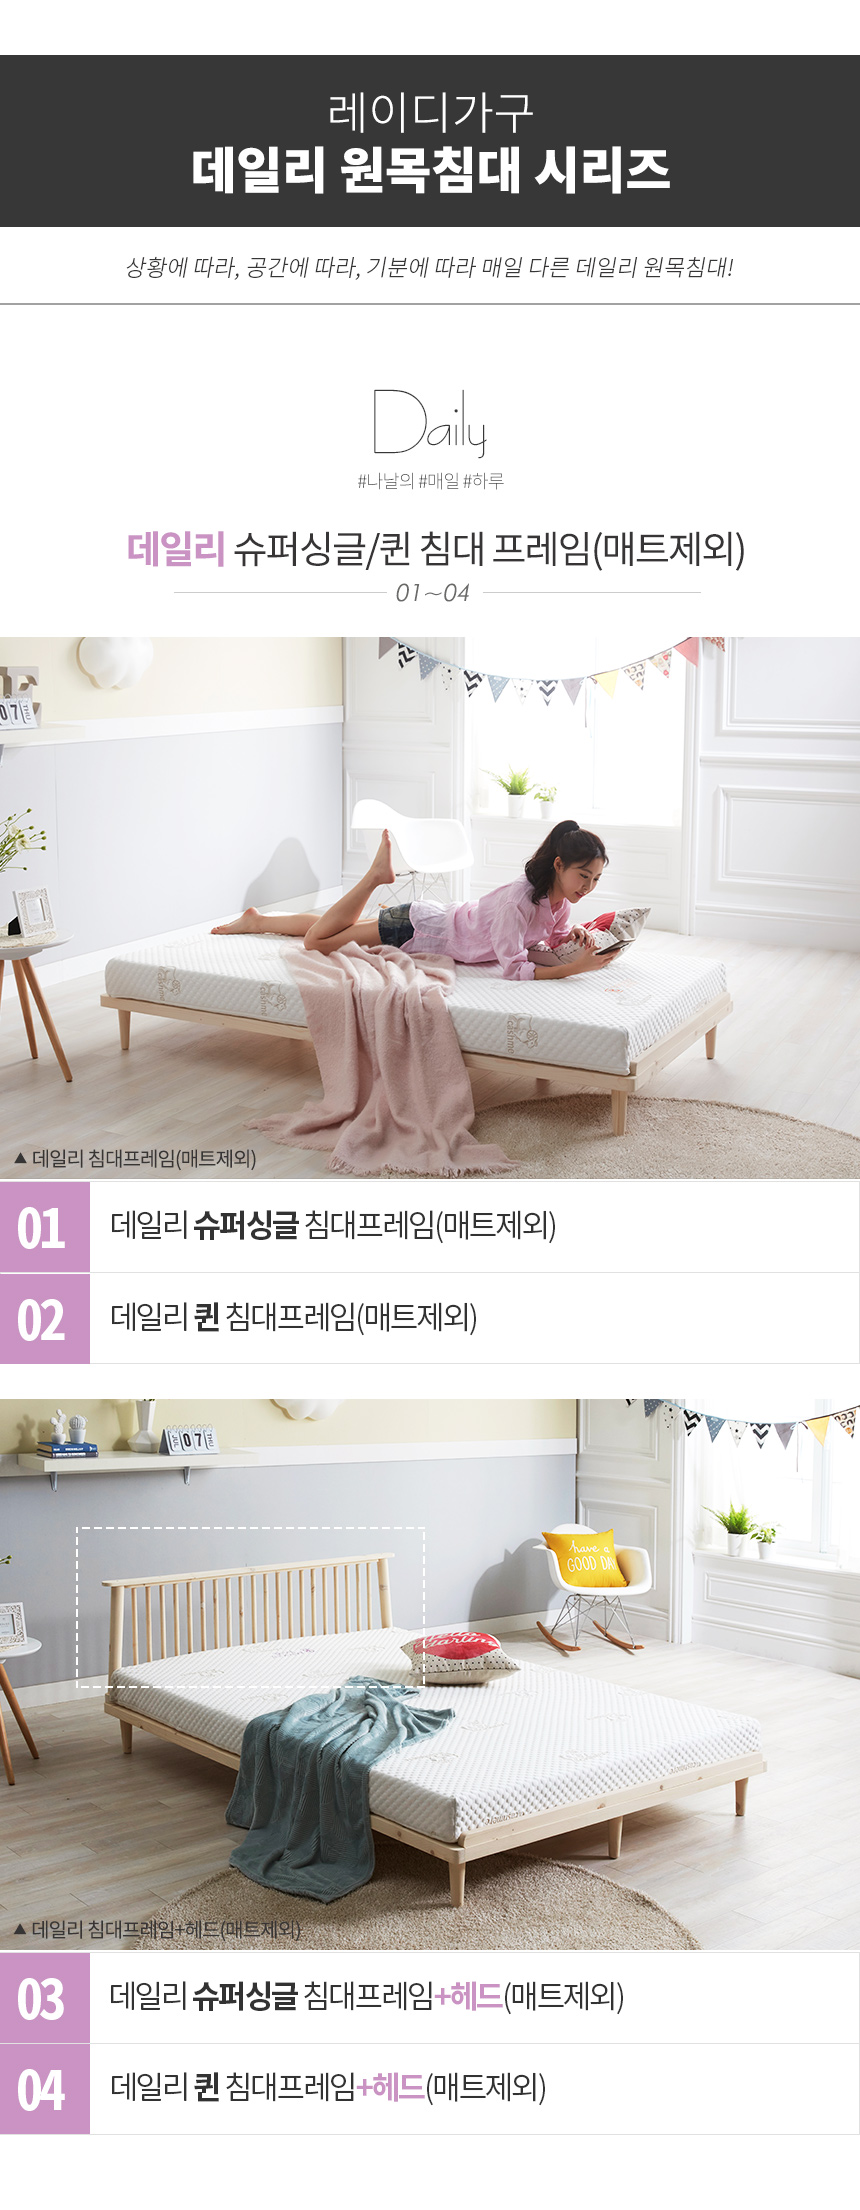 레이디가구
데일리 원목침대 시리즈
상황에 따라, 공간에 따라, 기분에 따라 매일 다른 데일리 원목침대!
Daily
#나날의 #매일 #하루
데일리 슈퍼싱글/퀸 침대 프레임(매트제외)
01~04
07
THU
cashmere
▲ 데일리 침대프레임(매트제외)
01 데일리 슈퍼싱글 침대프레임(매트제외)
02 데일리 퀸 침대프레임(매트제외)
JUL 07 THU
have a
GOOD DAY
▲ 데일리 침대프레임+헤드(매트제외)
03 데일리 슈퍼싱글 침대프레임+헤드(매트제외)
04 데일리 퀸 침대프레임+헤드(매트제외)